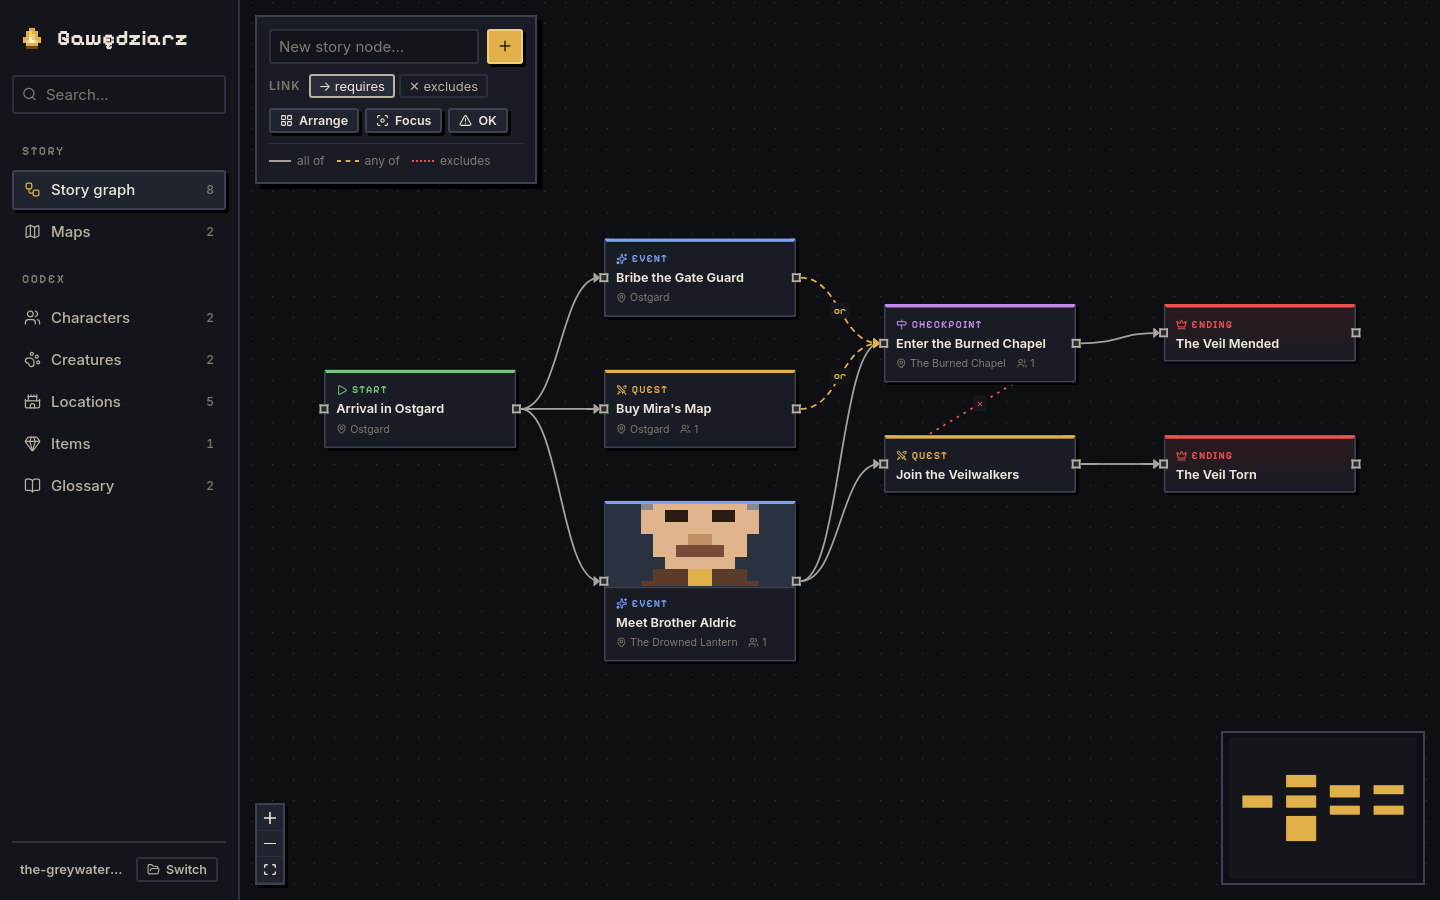 Gawędziarz
Search...
STORY
Story graph 8
Maps 2
CODEX
Characters 2
Creatures 2
Locations 5
Items 1
Glossary 2
the-greywater...
Switch
New story node...
+
LINK → requires ✕ excludes
Arrange Focus OK
all of any of excludes
EVENT
Bribe the Gate Guard
Ostgard
or
START
Arrival in Ostgard
Ostgard
QUEST
Buy Mira's Map
Ostgard 1
or
EVENT
Meet Brother Aldric
The Drowned Lantern 1
CHECKPOINT
Enter the Burned Chapel
The Burned Chapel 1
×
QUEST
Join the Veilwalkers
ENDING
The Veil Mended
ENDING
The Veil Torn